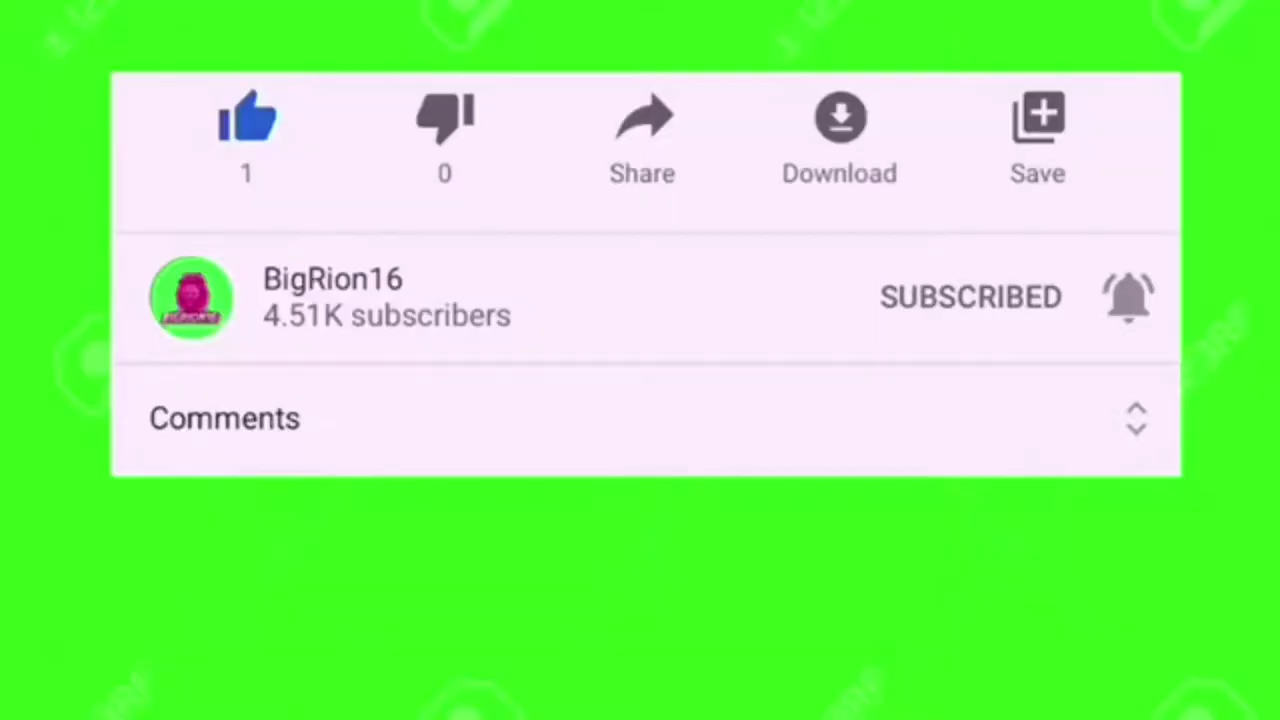 1
0
Share
Download
Save
BigRion16
4.51K subscribers
SUBSCRIBED
Comments